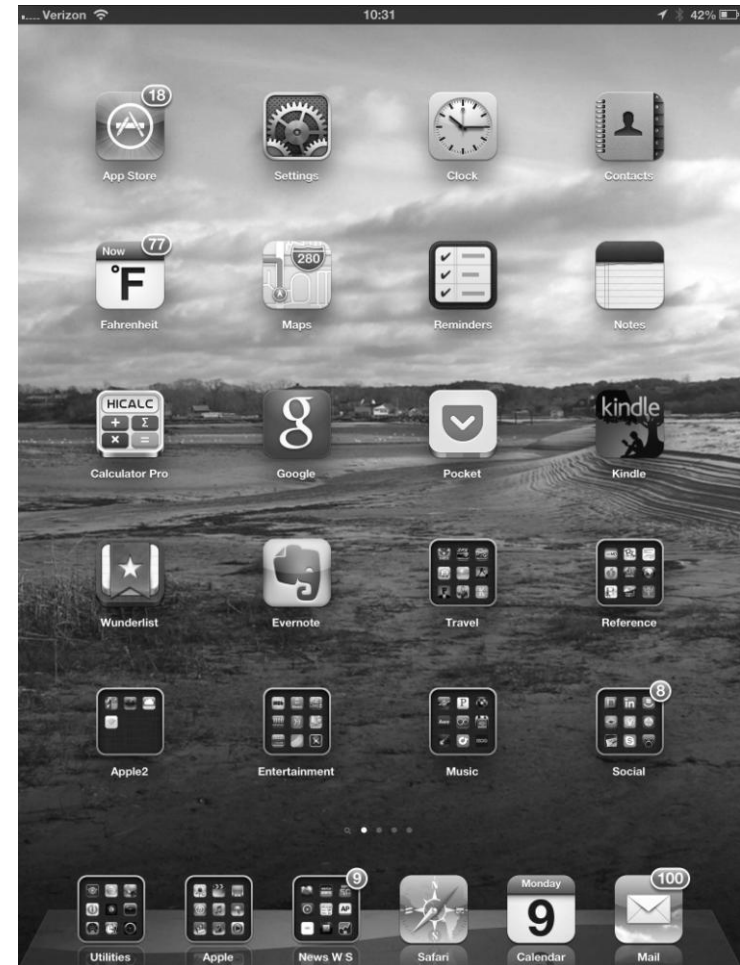 Verizon 10:31 42%
18
App Store Settings Clock Contacts
Now 77 280
°F
Fahrenheit Maps Reminders Notes
HICALC
+ Σ
× =
g kindle
Calculator Pro Google Pocket Kindle
Wunderlist Evernote Travel Reference
8
P in
S
Apple2 Entertainment Music Social
9 Monday 100
AP 9
N
Utilities Apple News W S Safari Calendar Mail